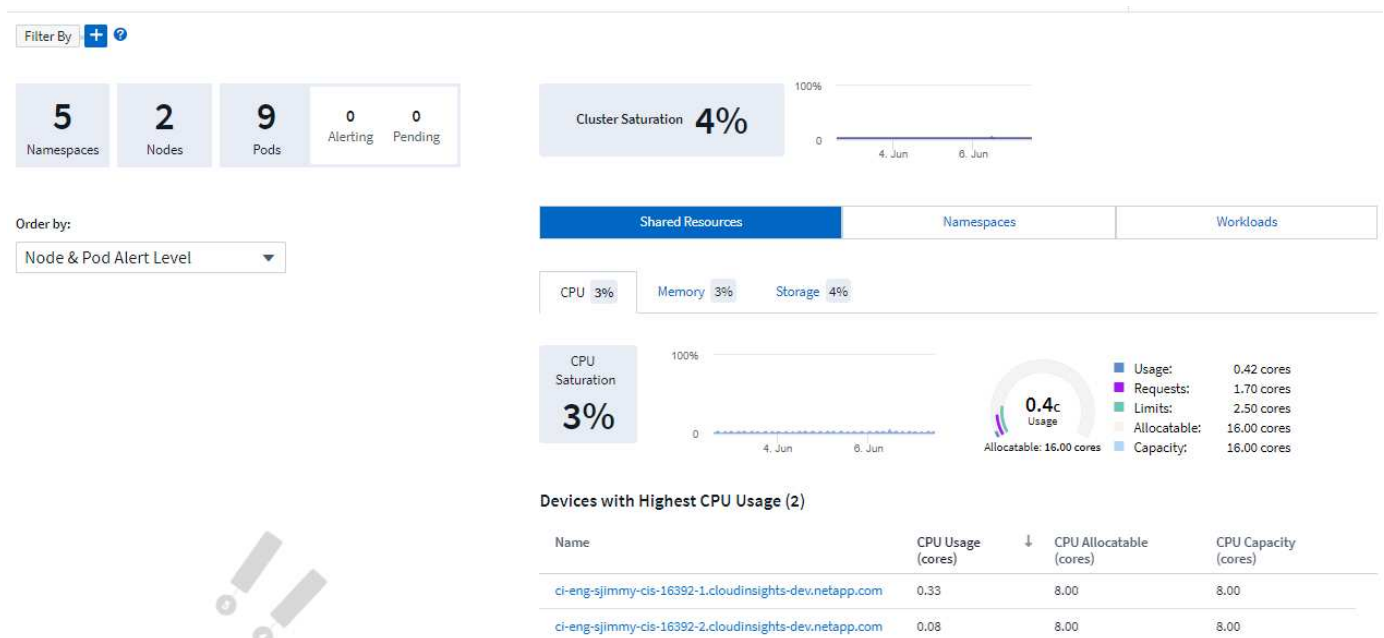 Filter By + ?
5
Namespaces
2
Nodes
9
Pods
0
Alerting
0
Pending
Cluster Saturation 4%
100%
0
4. Jun
6. Jun
Order by:
Node & Pod Alert Level
Shared Resources
Namespaces
Workloads
CPU 3%
Memory 3%
Storage 4%
CPU
Saturation
3%
100%
0
4. Jun
6. Jun
0.4c
Usage
Allocatable: 16.00 cores
Usage: 0.42 cores
Requests: 1.70 cores
Limits: 2.50 cores
Allocatable: 16.00 cores
Capacity: 16.00 cores
Devices with Highest CPU Usage (2)
Name
CPU Usage
(cores)
↓
CPU Allocatable
(cores)
CPU Capacity
(cores)
ci-eng-sjimmy-cis-16392-1.cloudinsights-dev.netapp.com 0.33 8.00 8.00
ci-eng-sjimmy-cis-16392-2.cloudinsights-dev.netapp.com 0.08 8.00 8.00